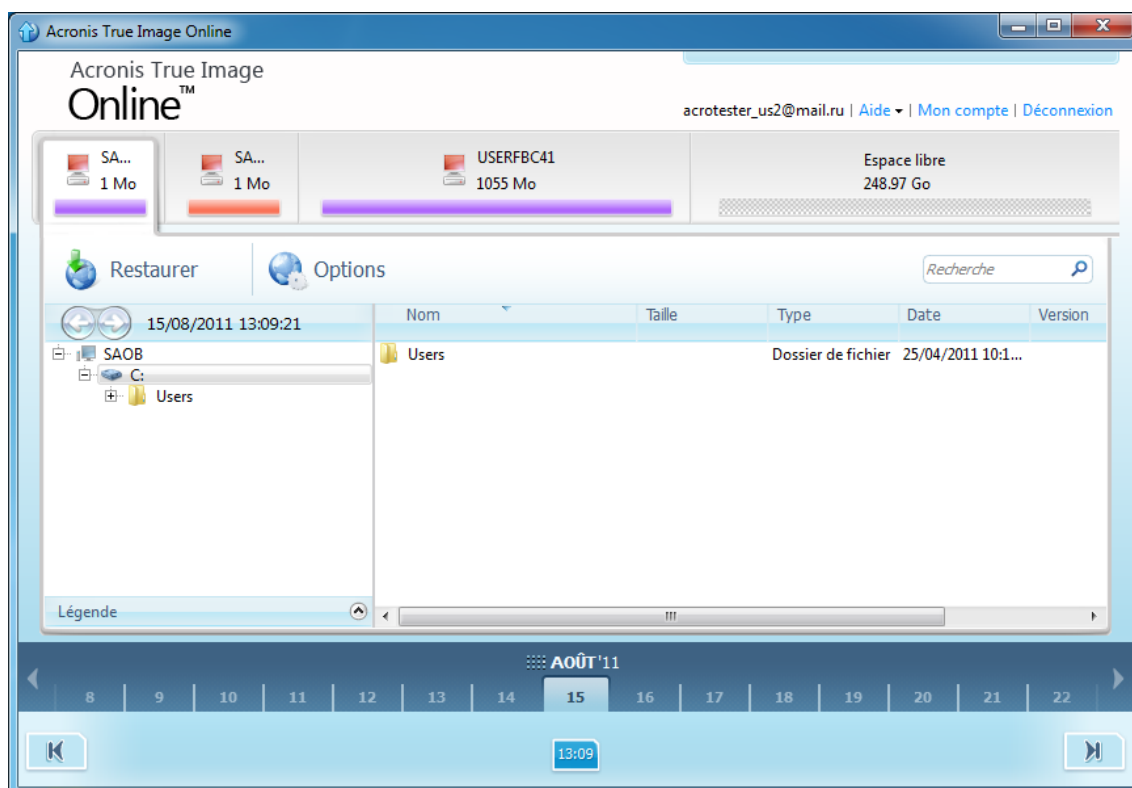 Acronis True Image Online
Acronis True Image
Online™
acrotester_us2@mail.ru | Aide | Mon compte | Déconnexion
SA...
1 Mo
SA...
1 Mo
USERFBC41
1055 Mo
Espace libre
248.97 Go
Restaurer
Options
Recherche
15/08/2011 13:09:21
Nom Taille Type Date Version
SAOB
C:
Users
Users Dossier de fichier 25/04/2011 10:1...
Légende
AOÛT'11
8 9 10 11 12 13 14 15 16 17 18 19 20 21 22
13:09